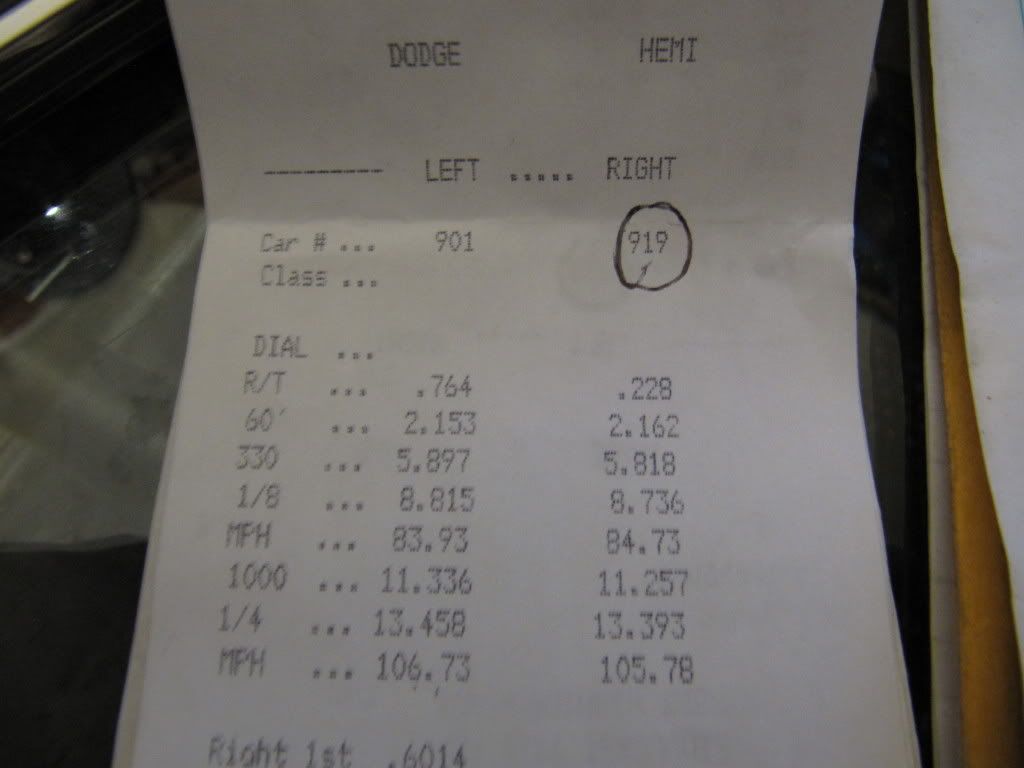 DODGE HEMI
--------- LEFT ..... RIGHT
Car # ... 901 919
Class ...
DIAL ...
R/T ... .764 .228
60' ... 2.153 2.162
330 ... 5.897 5.818
1/8 ... 8.815 8.736
MPH ... 83.93 84.73
1000 ... 11.336 11.257
1/4 ... 13.458 13.393
MPH ... 106.73 105.78
Right 1st .6014